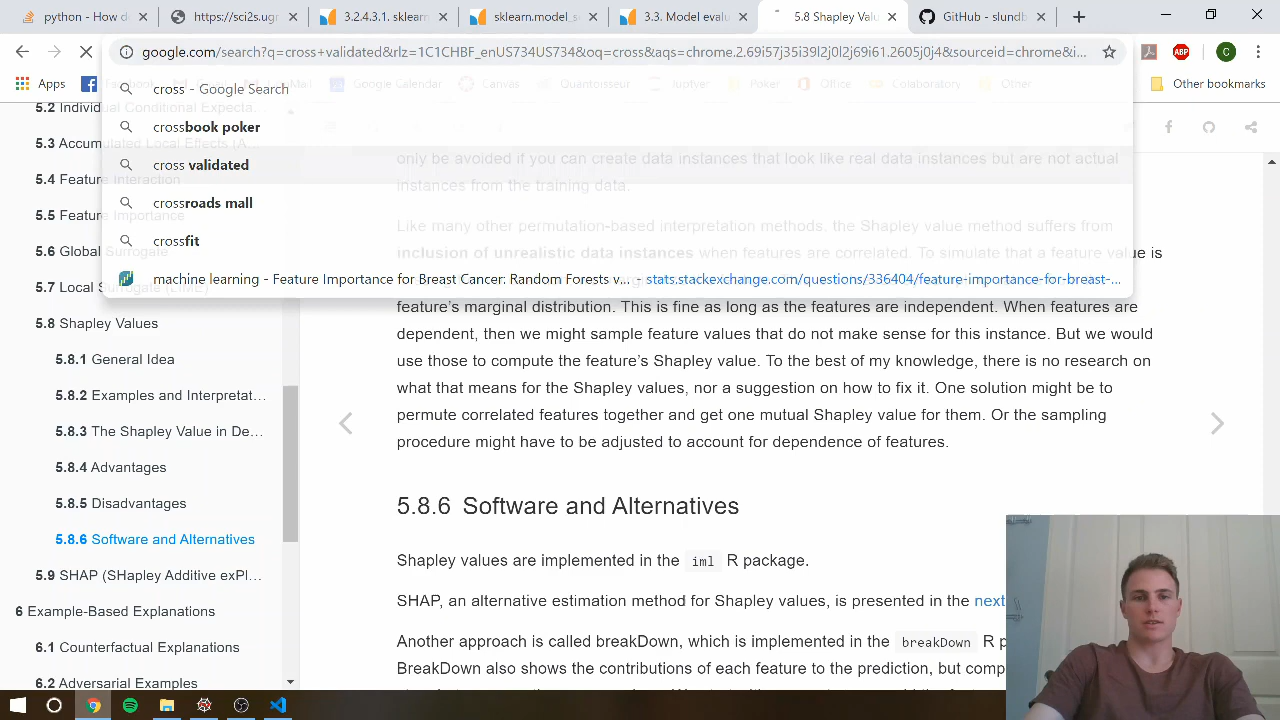 python - How d
https://sci2s.ugr
3.2.4.3.1. sklearn
sklearn.model_s
3.3. Model evalu
5.8 Shapley Valu
GitHub - slundb
google.com/search?q=cross+validated&rlz=1C1CHBF_enUS734US734&oq=cross&aqs=chrome.2.69i57j35i39l2j0l2j69i61.2605j0j4&sourceid=chrome&i...
C
Apps
Facebook
Google Calendar
Canvas
Quantoisseur
Jupyter
Poker
Office
Collaboratory
Other
Other bookmarks
cross - Google Search
crossbook poker
cross validated
crossroads mall
crossfit
machine learning - Feature Importance for Breast Cancer: Random Forests v... - stats.stackexchange.com/questions/336404/feature-importance-for-breast-...
5.2 Individual Conditional Expecta...
5.3 Accumulated Local Effects (A...
5.4 Feature Interaction
5.5 Feature Importance
5.6 Global Surrogate
5.7 Local Surrogate (LIME)
5.8 Shapley Values
5.8.1 General Idea
5.8.2 Examples and Interpretat...
5.8.3 The Shapley Value in De...
5.8.4 Advantages
5.8.5 Disadvantages
5.8.6 Software and Alternatives
5.9 SHAP (SHapley Additive exPl...
6 Example-Based Explanations
6.1 Counterfactual Explanations
6.2 Adversarial Examples
only be avoided if you can create data instances that look like real data instances but are not actual
instances from the training data.
Like many other permutation-based interpretation methods, the Shapley value method suffers from
inclusion of unrealistic data instances when features are correlated. To simulate that a feature value is
feature's marginal distribution. This is fine as long as the features are independent. When features are
dependent, then we might sample feature values that do not make sense for this instance. But we would
use those to compute the feature's Shapley value. To the best of my knowledge, there is no research on
what that means for the Shapley values, nor a suggestion on how to fix it. One solution might be to
permute correlated features together and get one mutual Shapley value for them. Or the sampling
procedure might have to be adjusted to account for dependence of features.
5.8.6 Software and Alternatives
Shapley values are implemented in the iml R package.
SHAP, an alternative estimation method for Shapley values, is presented in the next
Another approach is called breakDown, which is implemented in the breakDown R p
BreakDown also shows the contributions of each feature to the prediction, but comp